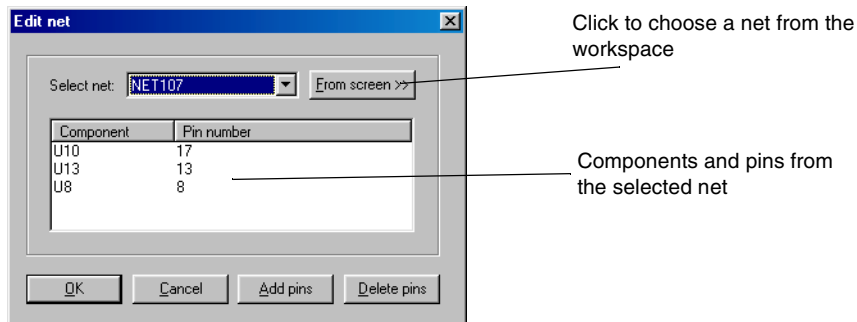 Edit net
Click to choose a net from the
workspace
Select net: NET107 From screen >>
Component Pin number
U10 17
U13 13
U8 8
Components and pins from
the selected net
OK Cancel Add pins Delete pins